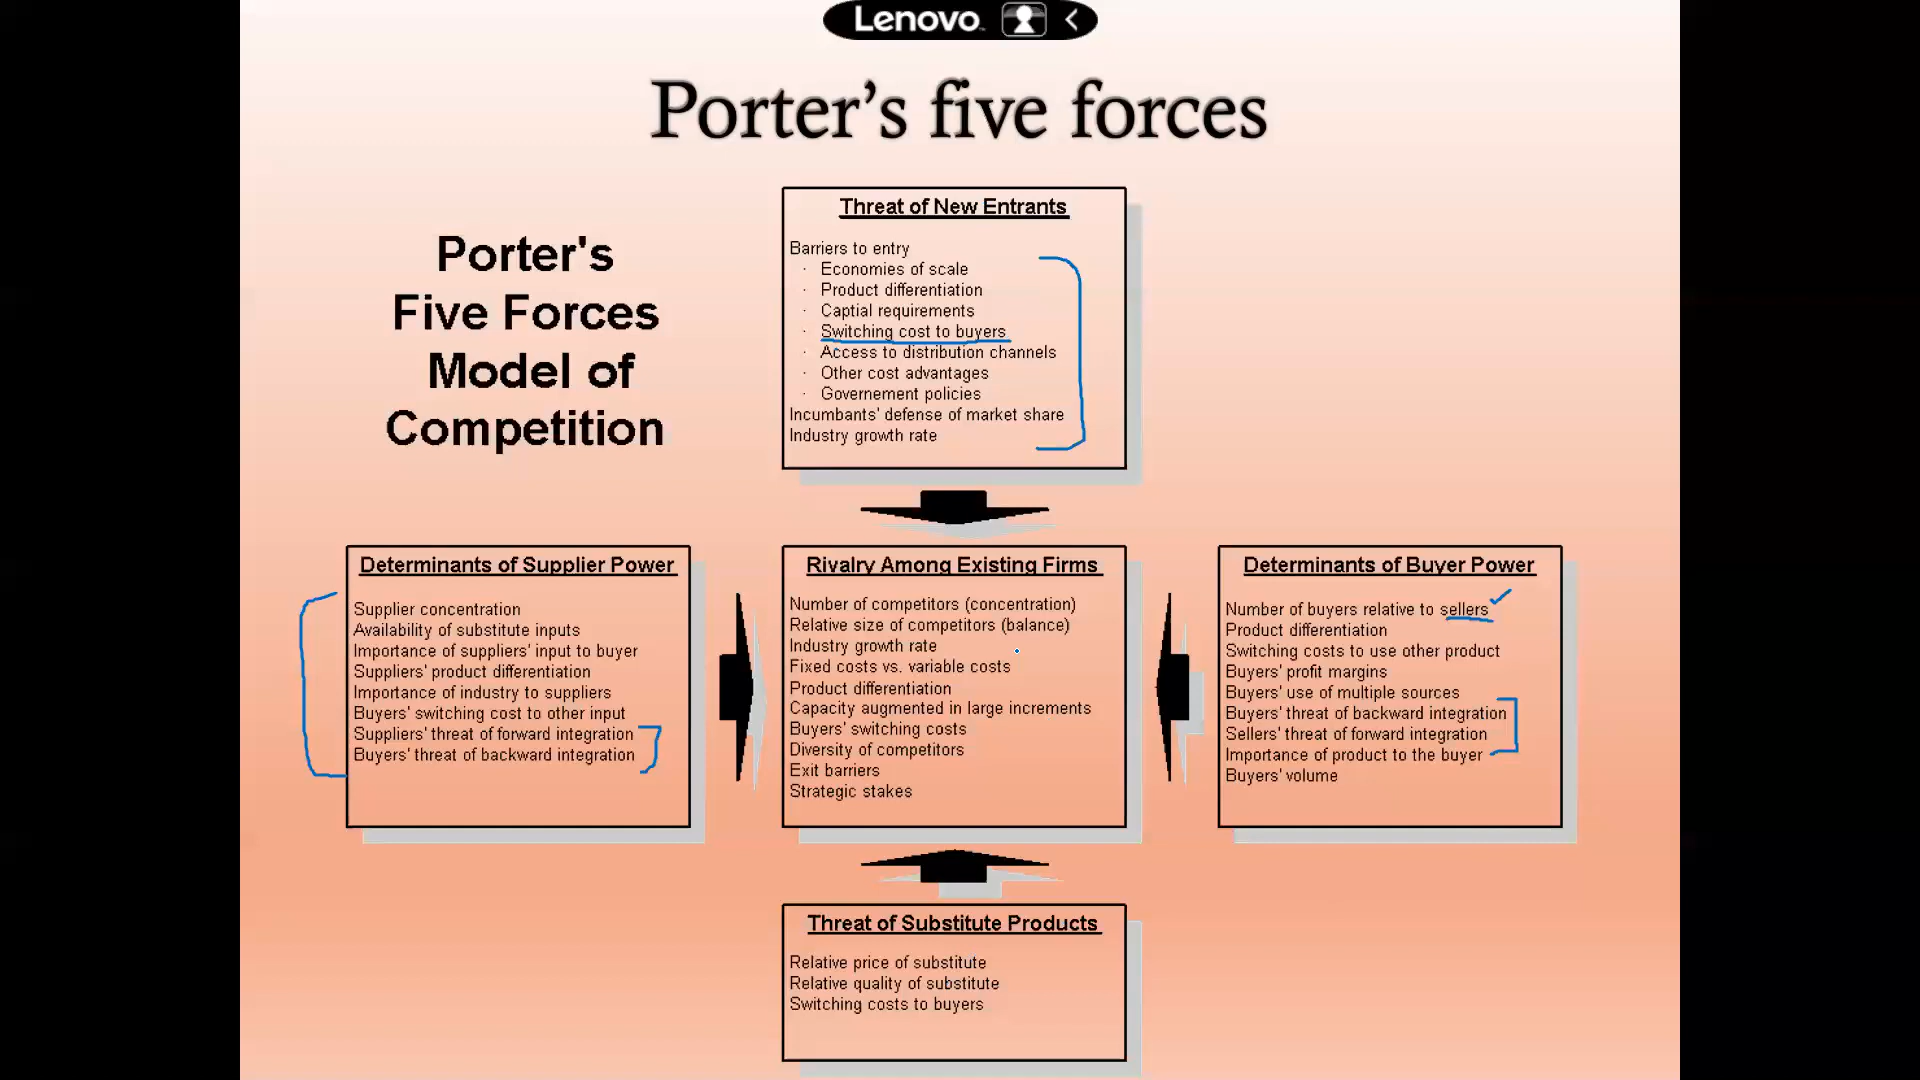 Lenovo
Porter's five forces
Porter's
Five Forces
Model of
Competition
Threat of New Entrants
Barriers to entry
· Economies of scale
· Product differentiation
· Captial requirements
· Switching cost to buyers
· Access to distribution channels
· Other cost advantages
· Governement policies
Incumbants' defense of market share
Industry growth rate
Determinants of Supplier Power
Supplier concentration
Availability of substitute inputs
Importance of suppliers' input to buyer
Suppliers' product differentiation
Importance of industry to suppliers
Buyers' switching cost to other input
Suppliers' threat of forward integration
Buyers' threat of backward integration
Rivalry Among Existing Firms
Number of competitors (concentration)
Relative size of competitors (balance)
Industry growth rate
Fixed costs vs. variable costs
Product differentiation
Capacity augmented in large increments
Buyers' switching costs
Diversity of competitors
Exit barriers
Strategic stakes
Determinants of Buyer Power
Number of buyers relative to sellers
Product differentiation
Switching costs to use other product
Buyers' profit margins
Buyers' use of multiple sources
Buyers' threat of backward integration
Sellers' threat of forward integration
Importance of product to the buyer
Buyers' volume
Threat of Substitute Products
Relative price of substitute
Relative quality of substitute
Switching costs to buyers